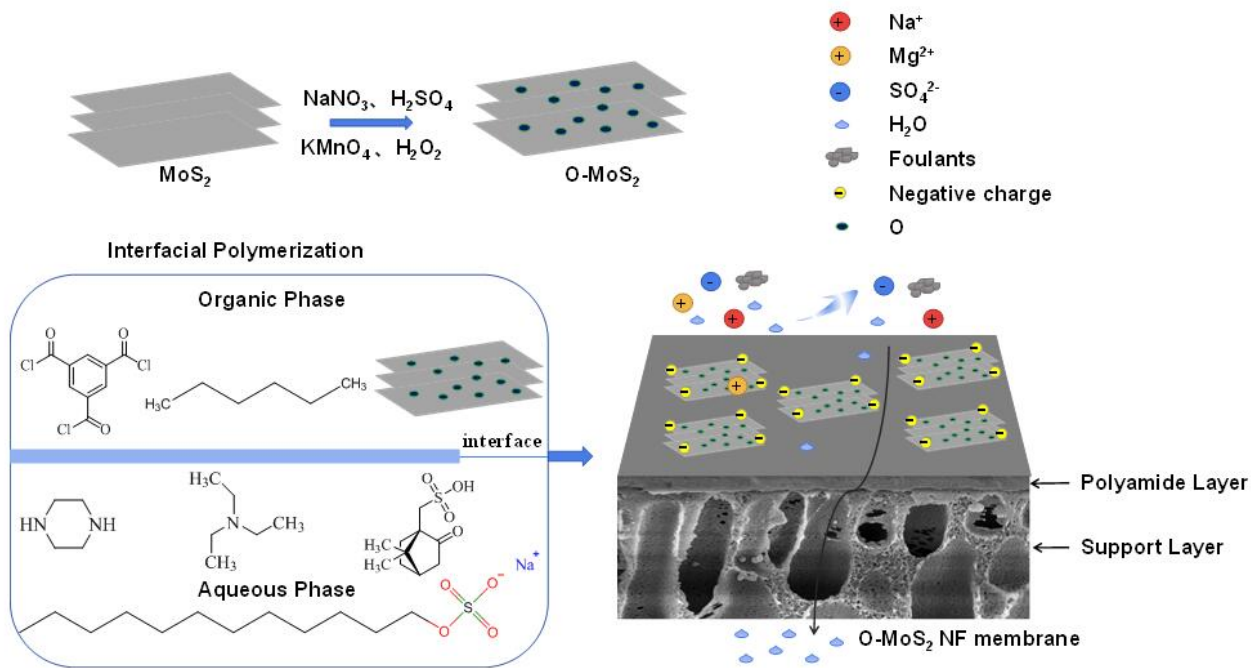 NaNO₃、H₂SO₄
KMnO₄、H₂O₂
MoS₂
O-MoS₂
Na⁺
Mg²⁺
SO₄²⁻
H₂O
Foulants
Negative charge
O
Interfacial Polymerization
Organic Phase
O
O
Cl
Cl
Cl
O
H₃C
CH₃
interface
HN
NH
H₃C
N
CH₃
CH₃
O
S
OH
O
O
H₃C
H₃C
Aqueous Phase
Na⁺
O
O⁻
S
O
O
+
-
+
-
+
+
Polyamide Layer
Support Layer
O-MoS₂ NF membrane